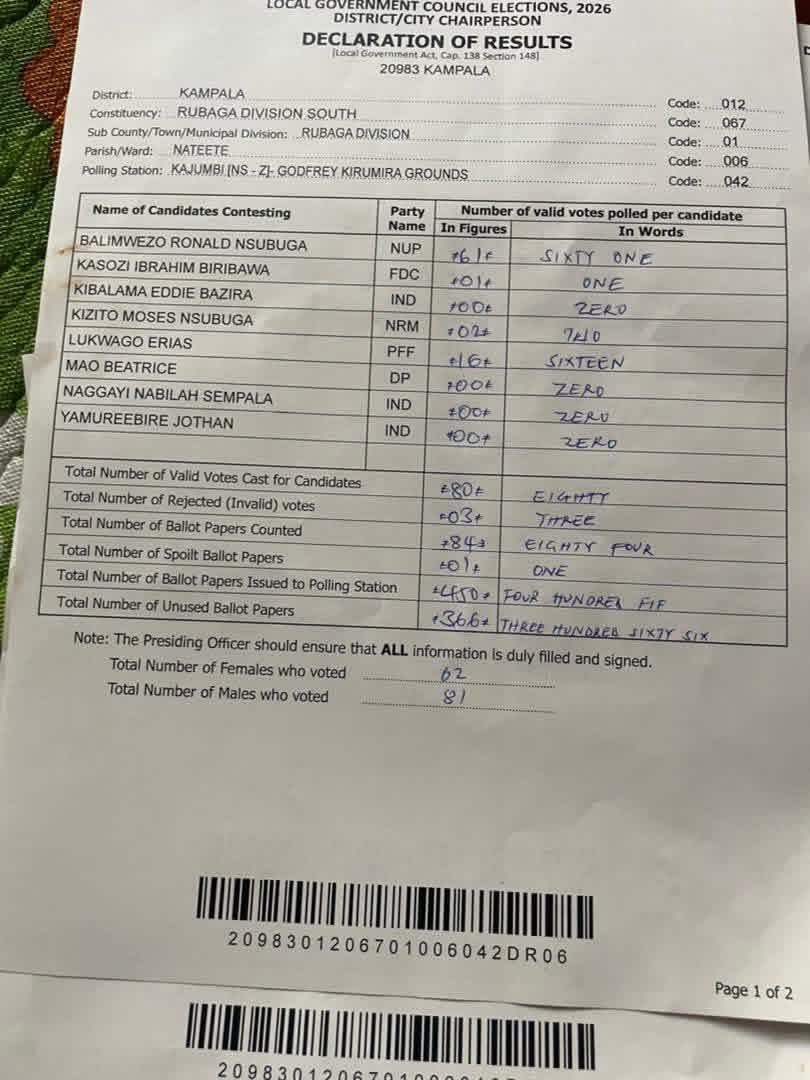 LOCAL GOVERNMENT COUNCIL ELECTIONS, 2026
DISTRICT/CITY CHAIRPERSON
DECLARATION OF RESULTS
[Local Government Act, Cap. 138 Section 148]
20983 KAMPALA
District: KAMPALA Code: 012
Constituency: RUBAGA DIVISION SOUTH Code: 067
Sub County/Town/Municipal Division: RUBAGA DIVISION Code: 01
Parish/Ward: NATEETE Code: 006
Polling Station: KAJUMBI [NS - Z]- GODFREY KIRUMIRA GROUNDS Code: 042
Name of Candidates Contesting Party Name Number of valid votes polled per candidate
In Figures In Words
BALIMWEZO RONALD NSUBUGA NUP 61 SIXTY ONE
KASOZI IBRAHIM BIRIBAWA FDC 01 ONE
KIBALAMA EDDIE BAZIRA IND 00 ZERO
KIZITO MOSES NSUBUGA NRM 02 TWO
LUKWAGO ERIAS PFF 16 SIXTEEN
MAO BEATRICE DP 00 ZERO
NAGGAYI NABILAH SEMPALA IND 00 ZERO
YAMUREEBIRE JOTHAN IND 00 ZERO
Total Number of Valid Votes Cast for Candidates 80 EIGHTY
Total Number of Rejected (Invalid) votes 03 THREE
Total Number of Ballot Papers Counted 84 EIGHTY FOUR
Total Number of Spoilt Ballot Papers 01 ONE
Total Number of Ballot Papers Issued to Polling Station 450 FOUR HUNDRED FIF
Total Number of Unused Ballot Papers 366 THREE HUNDRED SIXTY SIX
Note: The Presiding Officer should ensure that ALL information is duly filled and signed.
Total Number of Females who voted 62
Total Number of Males who voted 81
2098301206701006042DR06
Page 1 of 2